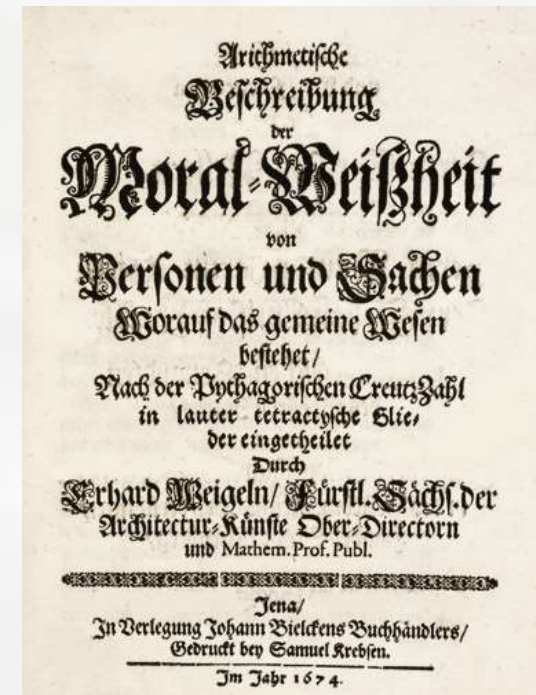 Arithmetische
Beschreibung
der
Moral-Weißheit
von
Personen und Sachen
Worauf das gemeine Wesen
bestehet/
Nach der Pythagorischen CreutzZahl
in lauter tetractysche Glie-
der eingetheilet
Durch
Erhard Weigeln/ Fürstl. Sächs. der
Architectur-Künste Ober-Directorn
und Mathem. Prof. Publ.
Jena/
In Verlegung Johann Bielckens Buchhändlers/
Gedruckt bey Samuel Krebsen.
Im Jahr 1674.